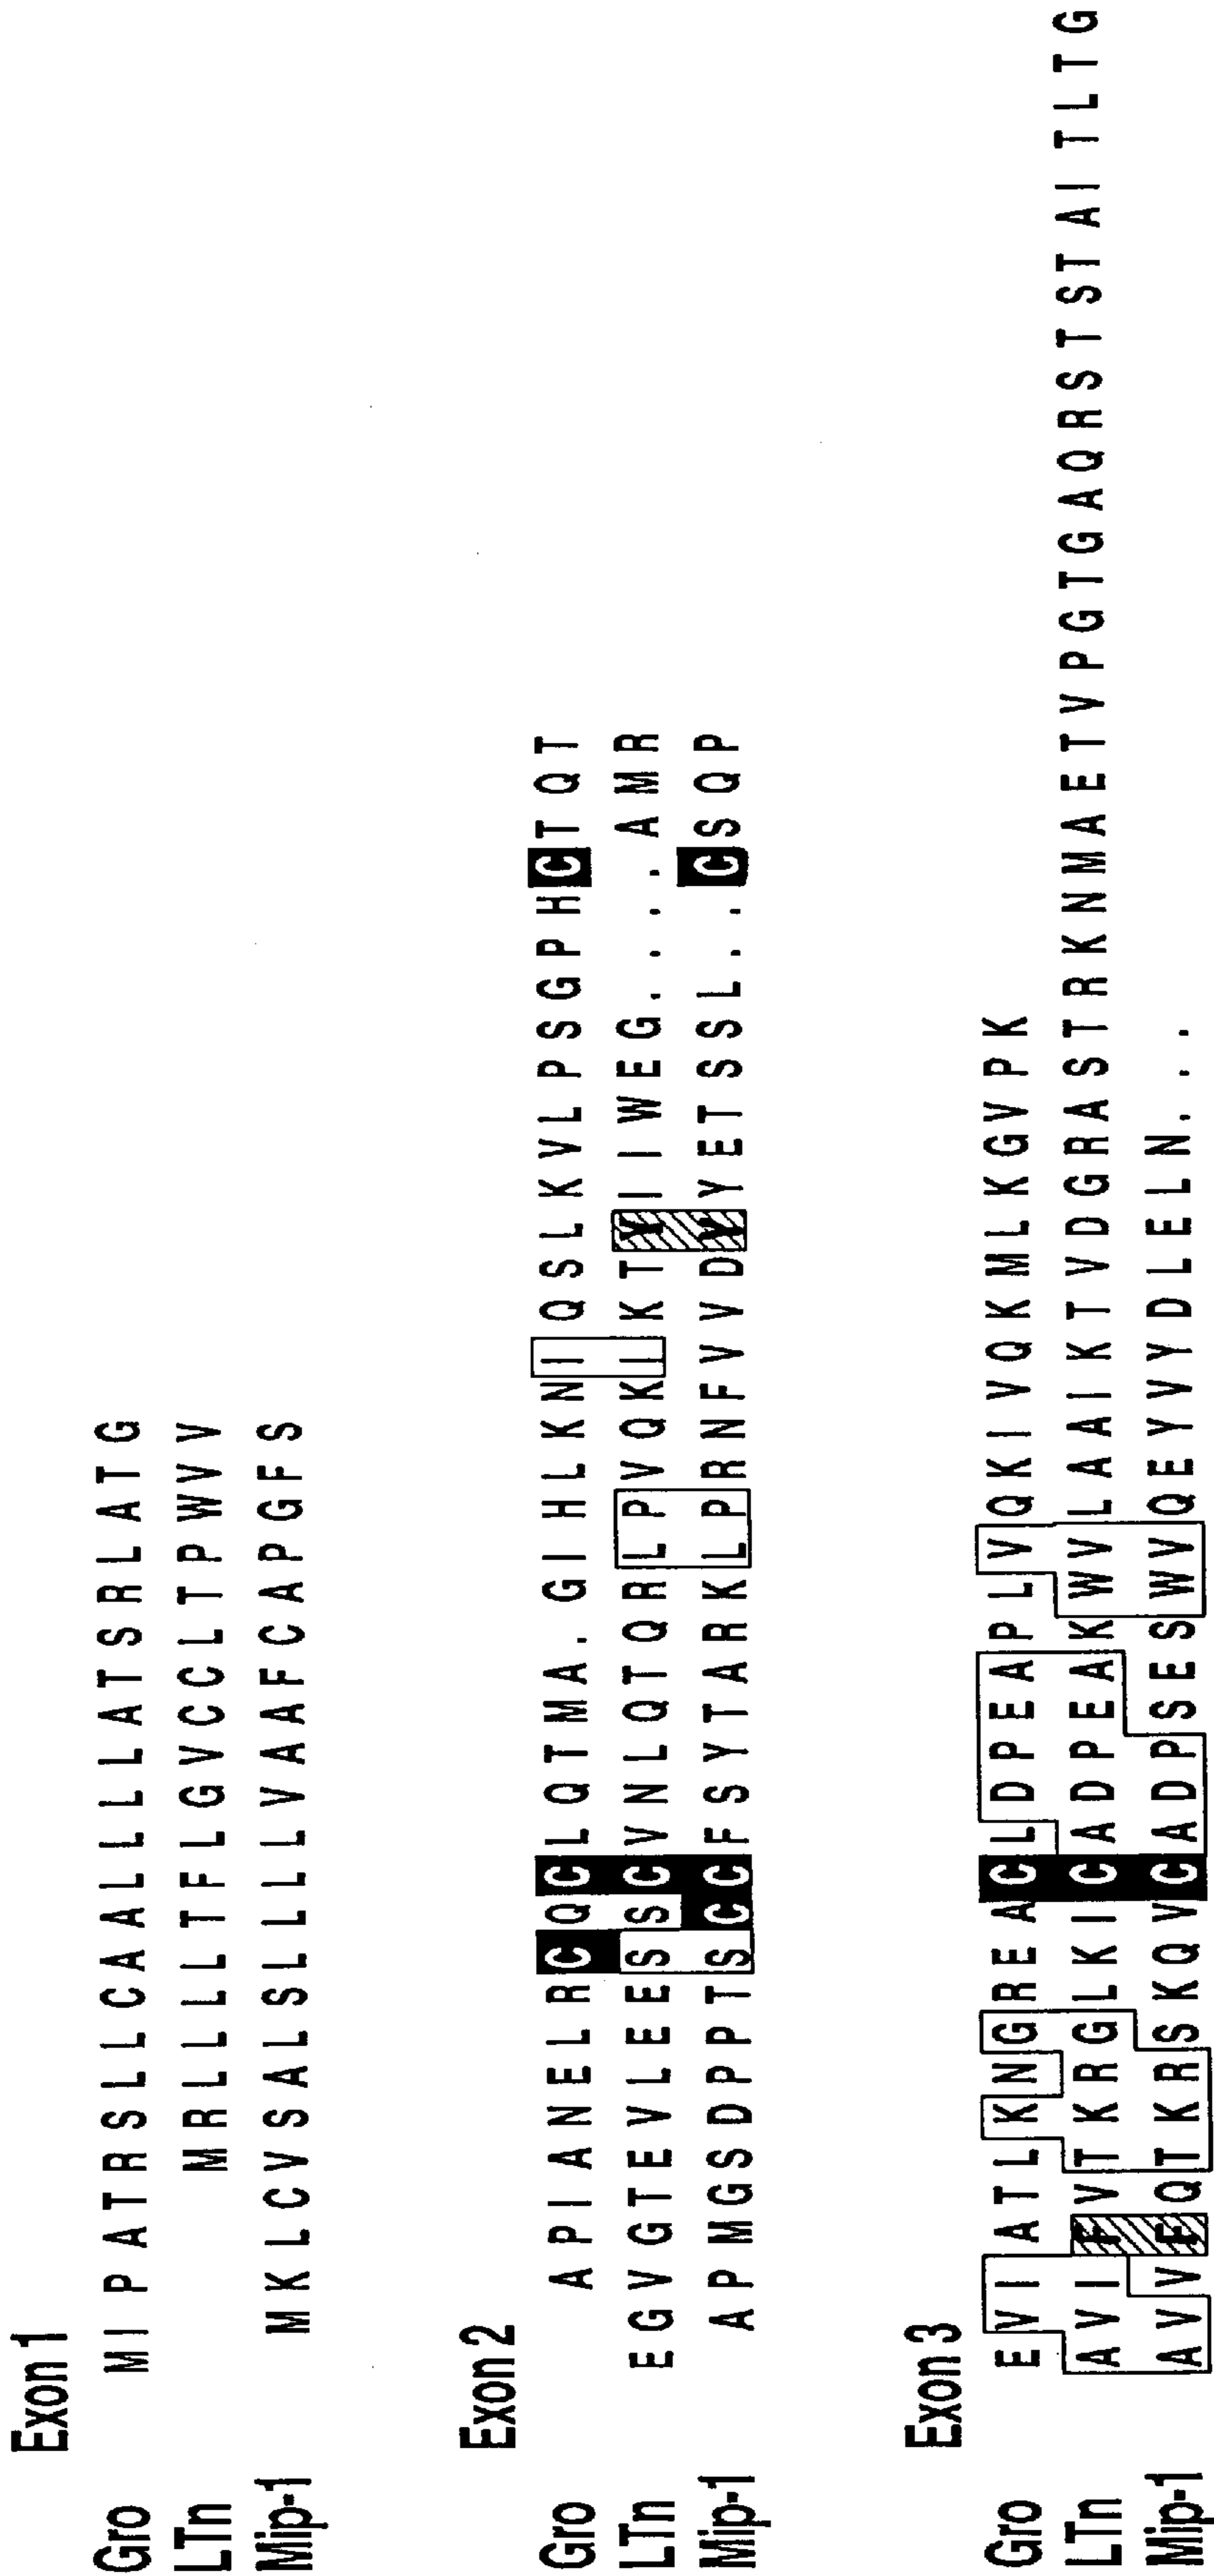 Exon 1
Gro M I P A T R S L L C A A L L L L A T S R L A T G
LTn M R L L L L T F L G V C C L T P W V V
Mip-1 M K L C V S A L S L L L L V A A F C A P G F S
Exon 2
Gro A P I A N E L R C Q C L Q T M A . G I H L K N I Q S L K V L P S G P H C T Q T
LTn E G V G T E V L E E S S C V N L Q T Q R L P V Q K I K T Y I I W E G . . . . A M R
Mip-1 A P M G S D P P T S C C F S Y T A R K L P R N F V V D Y Y E T S S L . . C S Q P
Exon 3
Gro E V I A T L K N G R E A C L D P E A P L V Q K I V Q K M L K G V P K
LTn A V I F V T K R G L K I C A D P E A K W V L A A I K T V D G R A S T R K N M A E T V P G T G A Q R S T S T A I T L T G
Mip-1 A V V F Q T K R S K Q V C A D P S E S W V Q E Y V Y D L E L N . . .